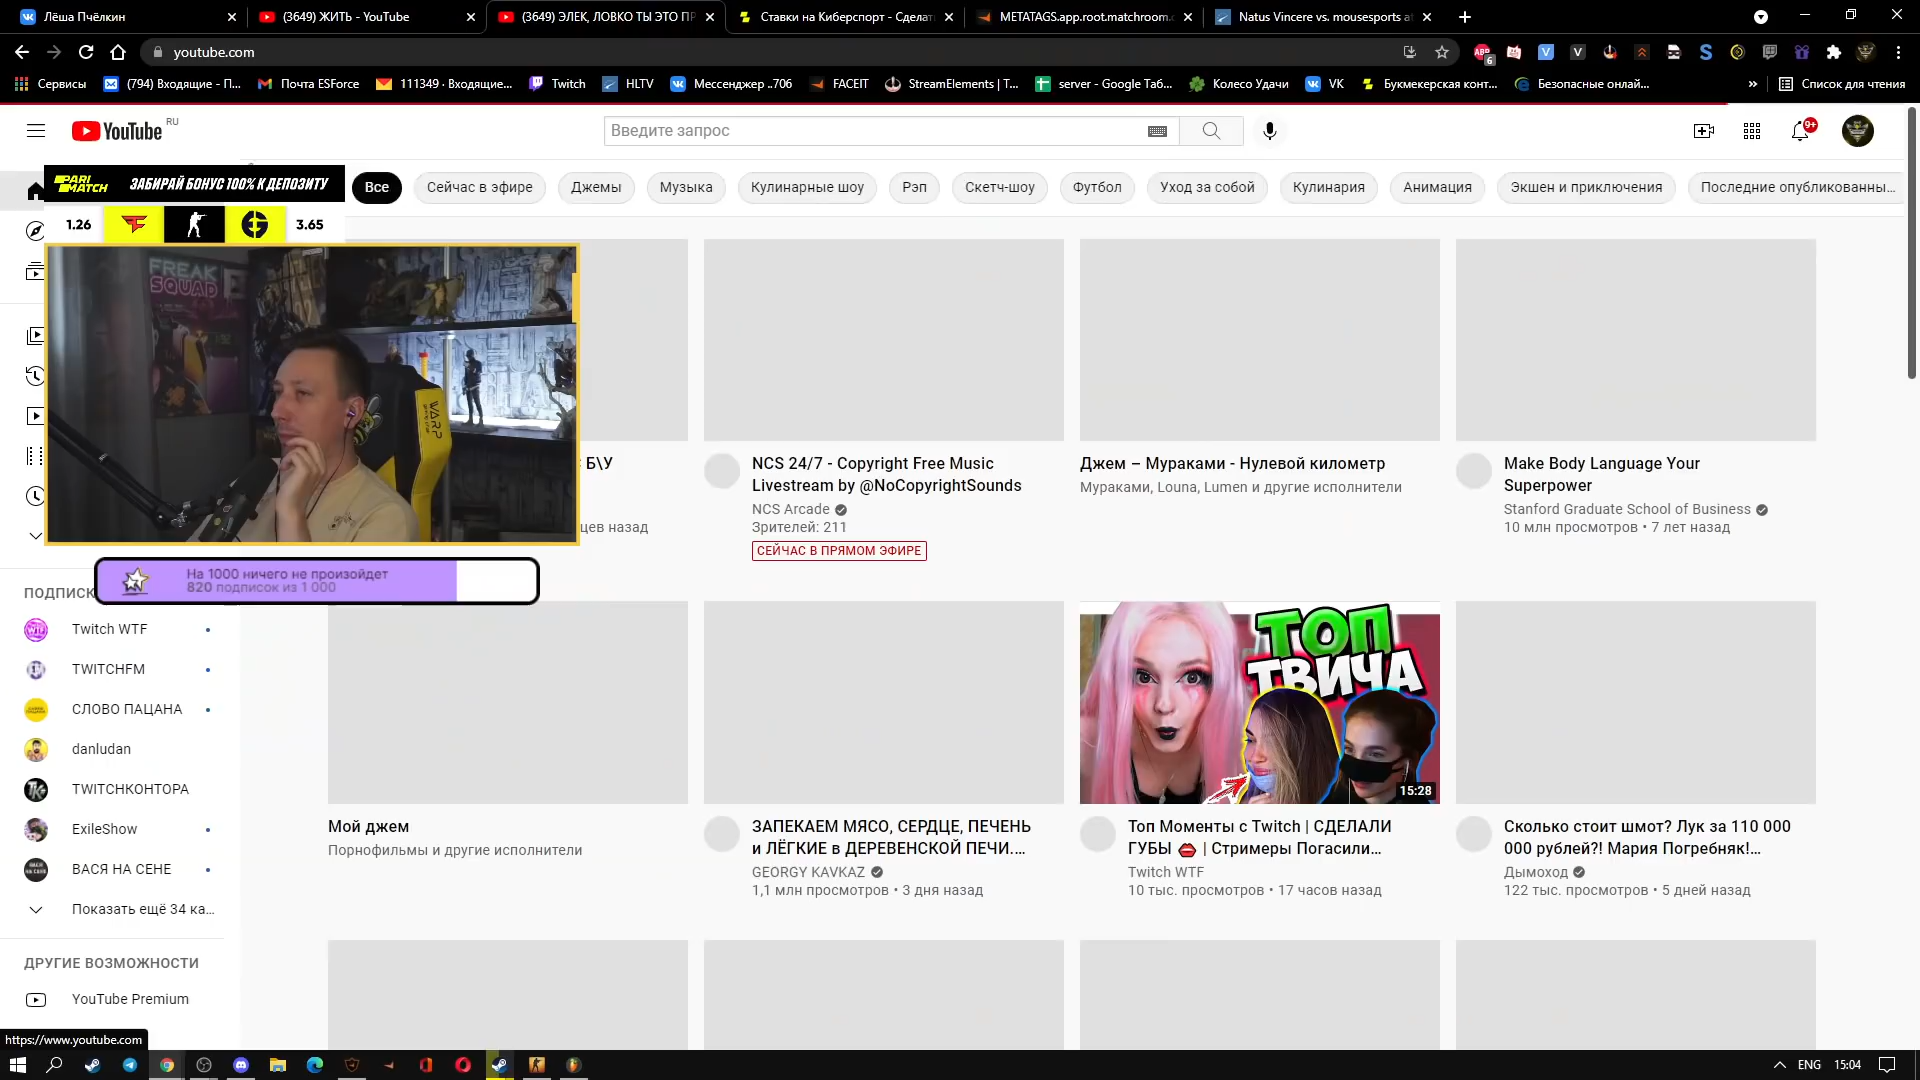 Лёша Пчёлкин
(3649) ЖИТЬ - YouTube
(3649) ЭЛЕК, ЛОВКО ТЫ ЭТО ПР
Ставки на Киберспорт - Сделат
METATAGS.app.root.matchroom.
Natus Vincere vs. mousesports a
youtube.com
6
Сервисы
(794) Входящие - П...
Почта ESForce
111349 · Входящие...
Twitch
HLTV
Мессенджер ..706
FACEIT
StreamElements | T...
server - Google Таб...
Колесо Удачи
VK
Букмекерская конт...
Безопасные онлай...
»
Список для чтения
YouTube RU
Введите запрос
9+
PARI MATCH
ЗАБИРАЙ БОНУС 100% К ДЕПОЗИТУ
Все
Сейчас в эфире
Джемы
Музыка
Кулинарные шоу
Рэп
Скетч-шоу
Футбол
Уход за собой
Кулинария
Анимация
Экшен и приключения
Последние опубликованны...
1.26
3.65
FREAK
SQUAD
WARP
Б\У
цев назад
NCS 24/7 - Copyright Free Music
Livestream by @NoCopyrightSounds
NCS Arcade
Зрителей: 211
СЕЙЧАС В ПРЯМОМ ЭФИРЕ
Джем – Мураками - Нулевой километр
Мураками, Louna, Lumen и другие исполнители
Make Body Language Your
Superpower
Stanford Graduate School of Business
10 млн просмотров • 7 лет назад
На 1000 ничего не произойдет
820 подписок из 1 000
ПОДПИСК
Twitch WTF
TWITCHFM
СЛОВО ПАЦАНА
danludan
TWITCHКОНТОРА
ExileShow
ВАСЯ НА СЕНЕ
Показать ещё 34 ка...
ДРУГИЕ ВОЗМОЖНОСТИ
YouTube Premium
Мой джем
Порнофильмы и другие исполнители
ЗАПЕКАЕМ МЯСО, СЕРДЦЕ, ПЕЧЕНЬ
и ЛЁГКИЕ в ДЕРЕВЕНСКОЙ ПЕЧИ....
GEORGY KAVKAZ
1,1 млн просмотров • 3 дня назад
ТОП
ТВИЧА
15:28
Топ Моменты с Twitch | СДЕЛАЛИ
ГУБЫ 👄 | Стримеры Погасили...
Twitch WTF
10 тыс. просмотров • 17 часов назад
Сколько стоит шмот? Лук за 110 000
000 рублей?! Мария Погребняк!...
Дымоход
122 тыс. просмотров • 5 дней назад
https://www.youtube.com
ENG
15:04